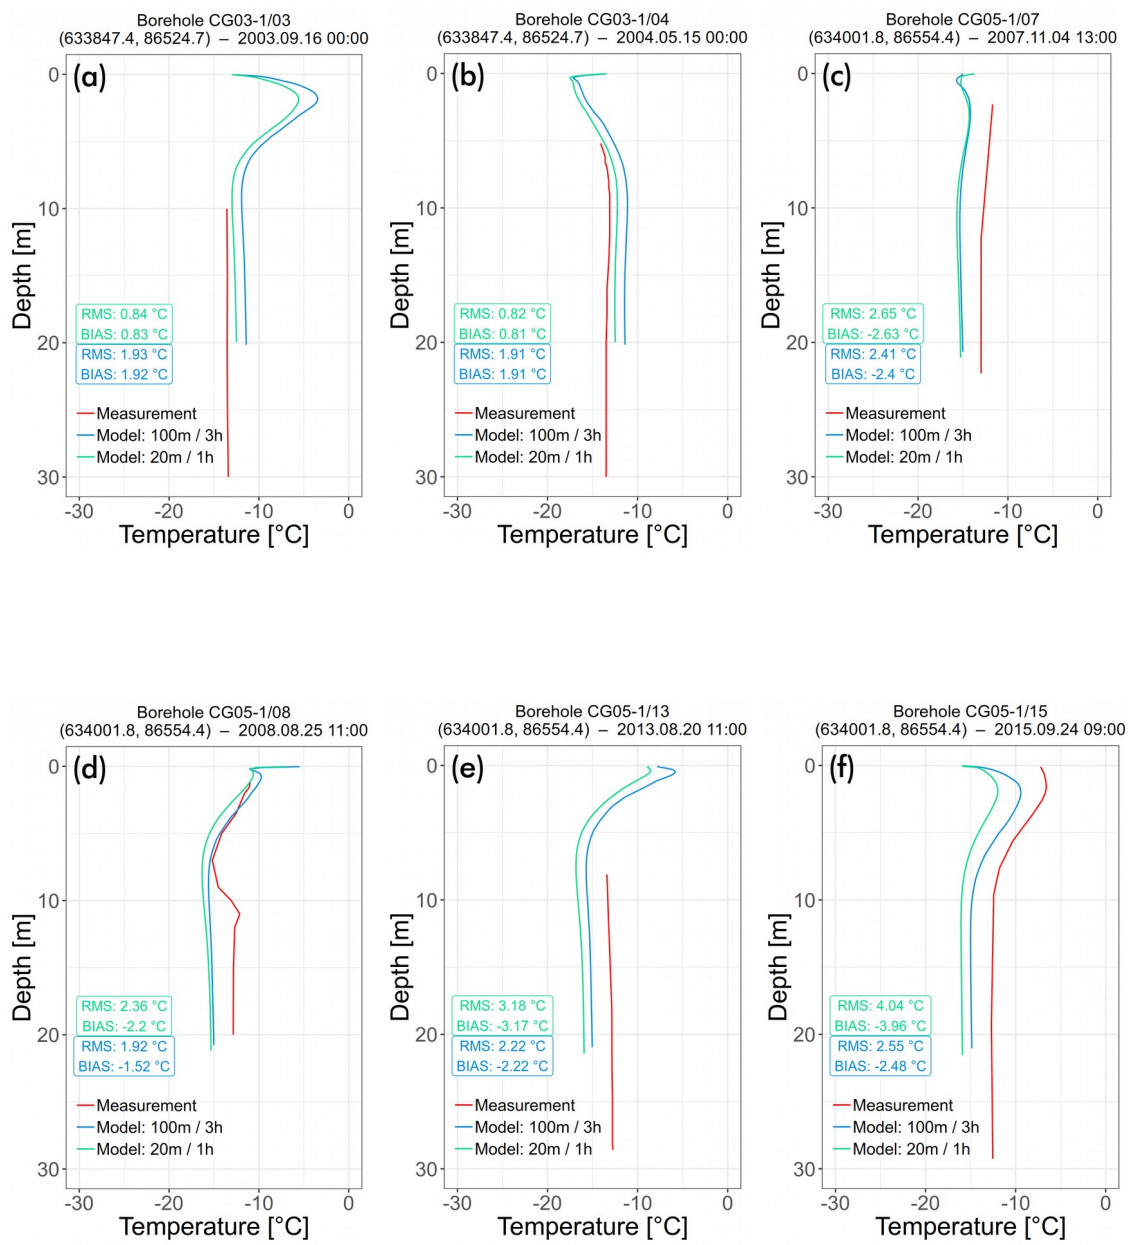 Borehole CG03-1/03
(633847.4, 86524.7) – 2003.09.16 00:00
(a)
0
10
20
30
Depth [m]
RMS: 0.84 °C
BIAS: 0.83 °C
RMS: 1.93 °C
BIAS: 1.92 °C
Measurement
Model: 100m / 3h
Model: 20m / 1h
-30 -20 -10 0
Temperature [°C]
Borehole CG03-1/04
(633847.4, 86524.7) – 2004.05.15 00:00
(b)
0
10
20
30
Depth [m]
RMS: 0.82 °C
BIAS: 0.81 °C
RMS: 1.91 °C
BIAS: 1.91 °C
Measurement
Model: 100m / 3h
Model: 20m / 1h
-30 -20 -10 0
Temperature [°C]
Borehole CG05-1/07
(634001.8, 86554.4) – 2007.11.04 13:00
(c)
0
10
20
30
Depth [m]
RMS: 2.65 °C
BIAS: -2.63 °C
RMS: 2.41 °C
BIAS: -2.4 °C
Measurement
Model: 100m / 3h
Model: 20m / 1h
-30 -20 -10 0
Temperature [°C]
Borehole CG05-1/08
(634001.8, 86554.4) – 2008.08.25 11:00
(d)
0
10
20
30
Depth [m]
RMS: 2.36 °C
BIAS: -2.2 °C
RMS: 1.92 °C
BIAS: -1.52 °C
Measurement
Model: 100m / 3h
Model: 20m / 1h
-30 -20 -10 0
Temperature [°C]
Borehole CG05-1/13
(634001.8, 86554.4) – 2013.08.20 11:00
(e)
0
10
20
30
Depth [m]
RMS: 3.18 °C
BIAS: -3.17 °C
RMS: 2.22 °C
BIAS: -2.22 °C
Measurement
Model: 100m / 3h
Model: 20m / 1h
-30 -20 -10 0
Temperature [°C]
Borehole CG05-1/15
(634001.8, 86554.4) – 2015.09.24 09:00
(f)
0
10
20
30
Depth [m]
RMS: 4.04 °C
BIAS: -3.96 °C
RMS: 2.55 °C
BIAS: -2.48 °C
Measurement
Model: 100m / 3h
Model: 20m / 1h
-30 -20 -10 0
Temperature [°C]